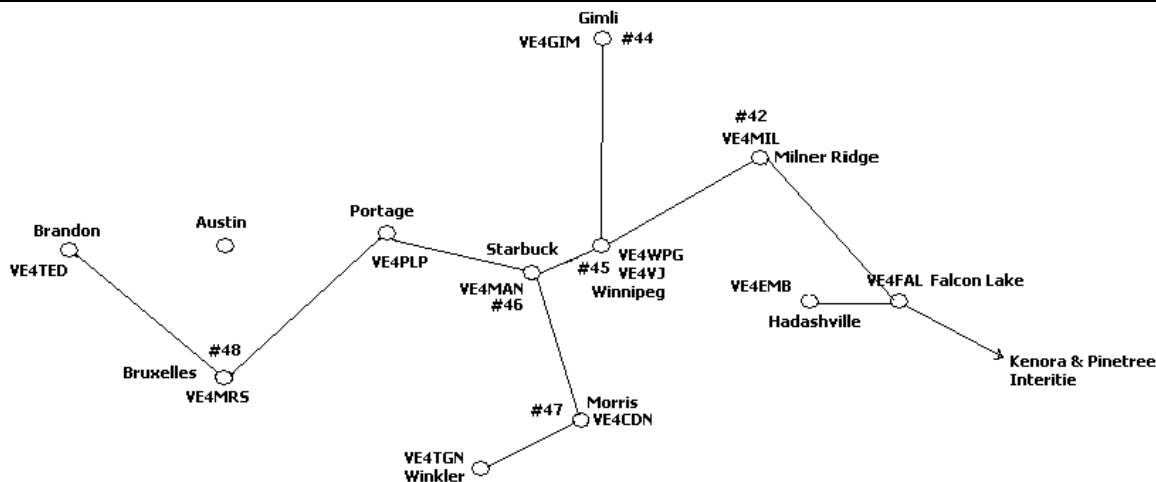 Gimli
VE4GIM #44
#42
VE4MIL
Milner Ridge
Portage
Austin
Brandon
VE4TED
VE4PLP
Starbuck
VE4MAN
#46
#45
VE4WPG
VE4VJ
Winnipeg
VE4EMB
Hadashville
VE4FAL Falcon Lake
Kenora & Pinetree
Interitie
#48
Bruxelles
VE4MRS
#47
Morris
VE4CDN
VE4TGN
Winkler